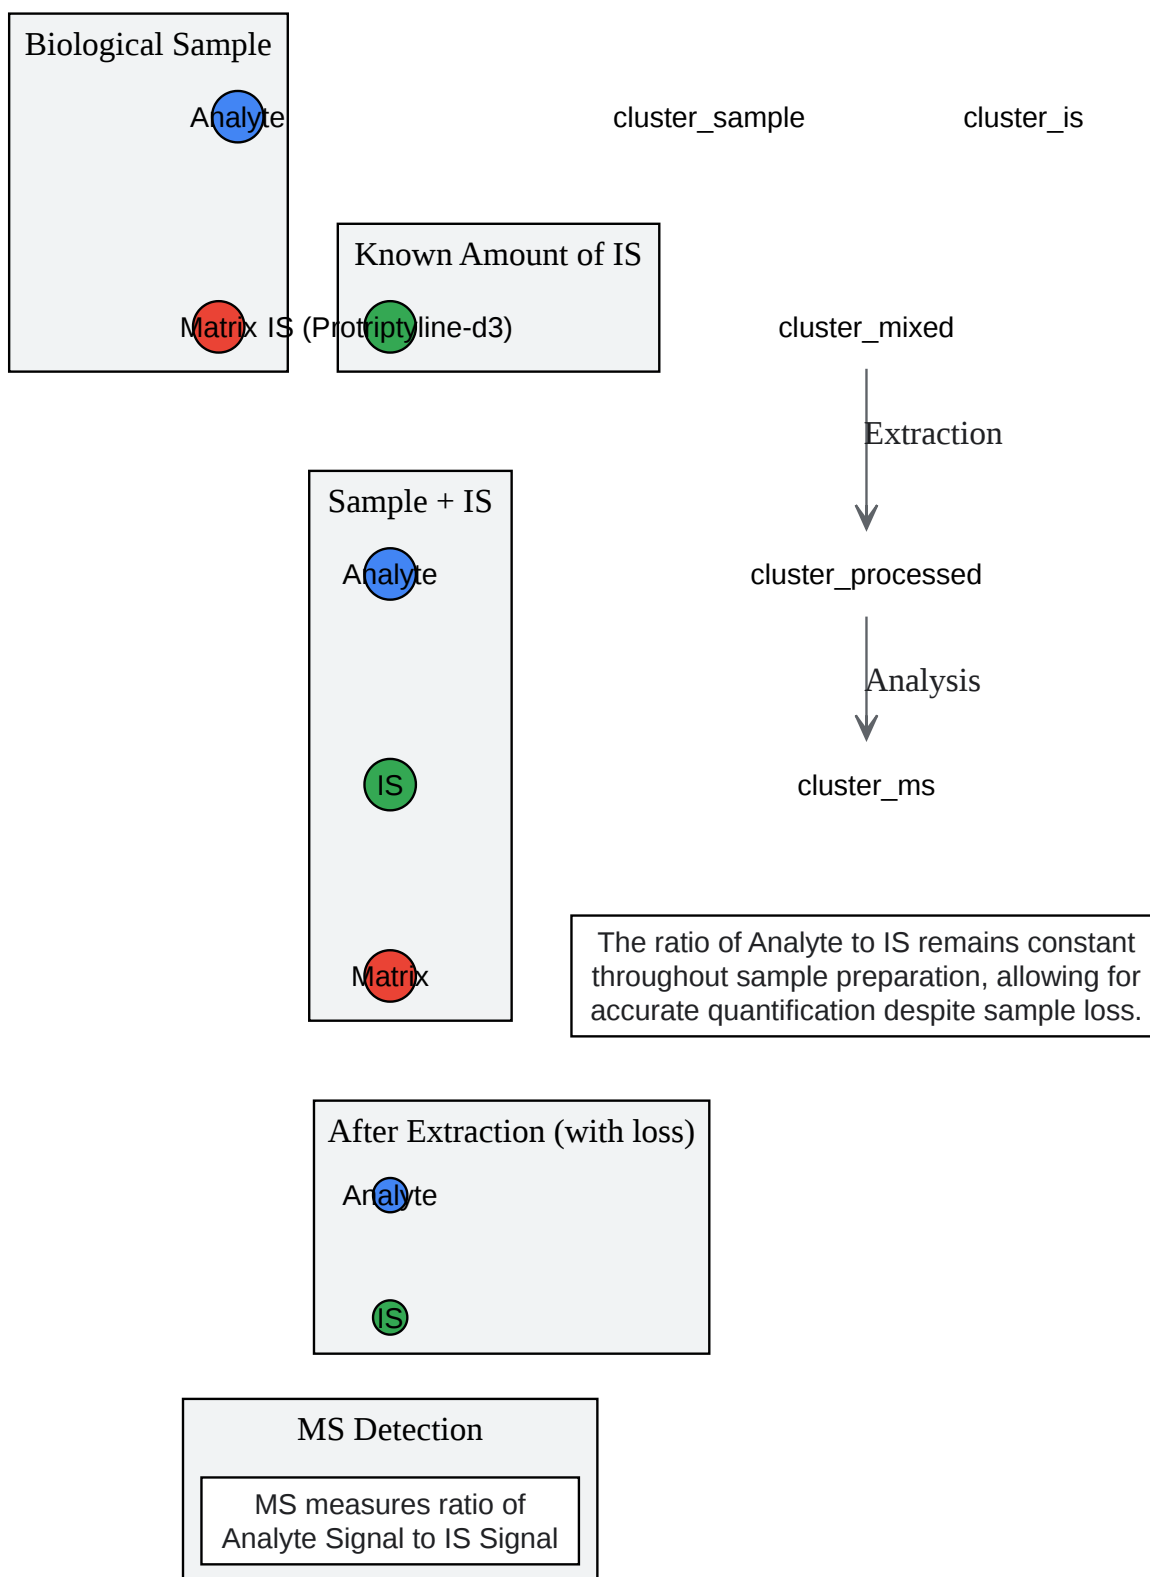 Biological Sample
Analyte
cluster_sample
cluster_is
Known Amount of IS
Matrix
IS (Protriptyline-d3)
cluster_mixed
Extraction
Sample + IS
Analyte
cluster_processed
Analysis
IS
cluster_ms
Matrix
The ratio of Analyte to IS remains constant
throughout sample preparation, allowing for
accurate quantification despite sample loss.
After Extraction (with loss)
Analyte
IS
MS Detection
MS measures ratio of
Analyte Signal to IS Signal